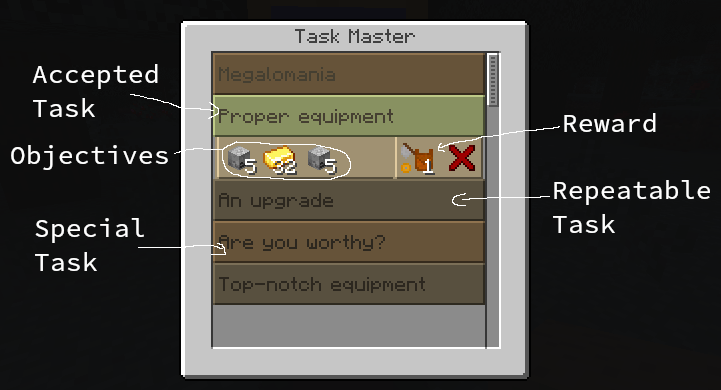 Task Master
Megalomania
Accepted
Task
Proper equipment
Reward
Objectives
5 32 5 1
Repeatable
Task
An upgrade
Special
Task
Are you worthy?
Top-notch equipment